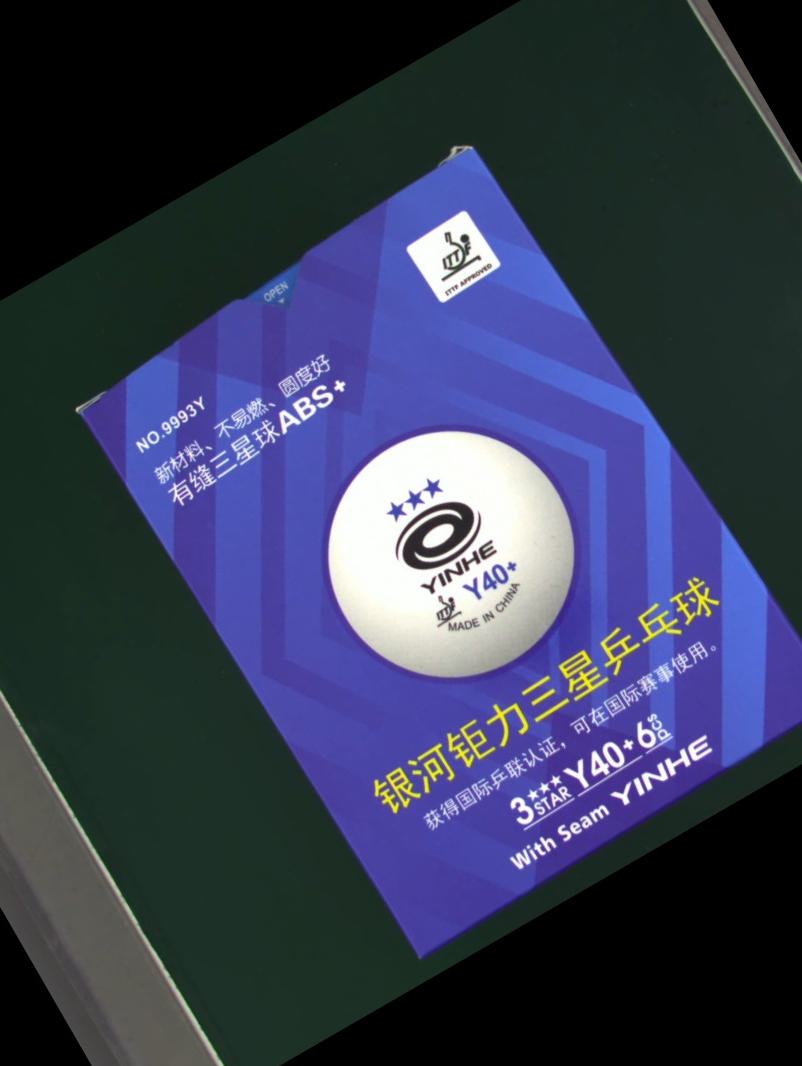 OPEN
ITTF
ITTF APPROVED
NO.9993Y
新材料、不易燃、圆度好
有缝三星球ABS+
YINHE
ITTF Y40+
MADE IN CHINA
银河钜力三星乒乓球
获得国际乒联认证，可在国际赛事使用。
3★★★STAR Y40+ 6PCS
With Seam YINHE